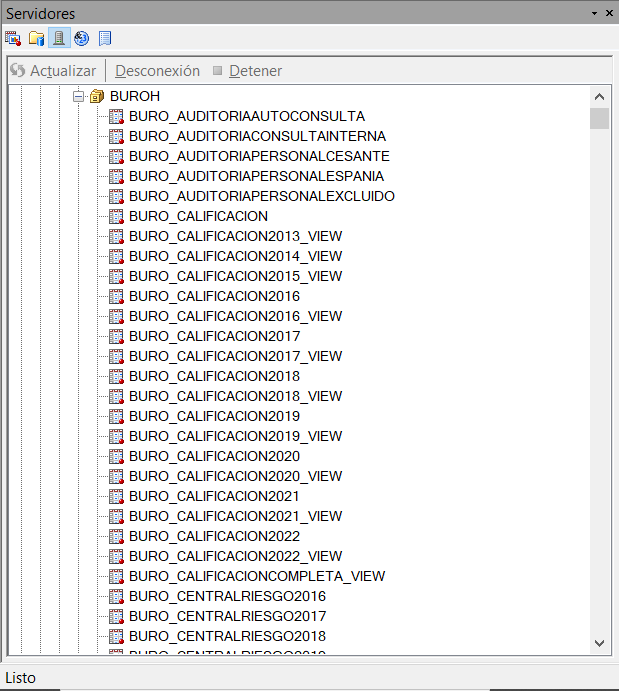 Servidores
Actualizar Desconexión Detener
BUROH
BURO_AUDITORIAAUTOCONSULTA
BURO_AUDITORIACONSULTAINTERNA
BURO_AUDITORIAPERSONALCESANTE
BURO_AUDITORIAPERSONALESPANIA
BURO_AUDITORIAPERSONALEXCLUIDO
BURO_CALIFICACION
BURO_CALIFICACION2013_VIEW
BURO_CALIFICACION2014_VIEW
BURO_CALIFICACION2015_VIEW
BURO_CALIFICACION2016
BURO_CALIFICACION2016_VIEW
BURO_CALIFICACION2017
BURO_CALIFICACION2017_VIEW
BURO_CALIFICACION2018
BURO_CALIFICACION2018_VIEW
BURO_CALIFICACION2019
BURO_CALIFICACION2019_VIEW
BURO_CALIFICACION2020
BURO_CALIFICACION2020_VIEW
BURO_CALIFICACION2021
BURO_CALIFICACION2021_VIEW
BURO_CALIFICACION2022
BURO_CALIFICACION2022_VIEW
BURO_CALIFICACIONCOMPLETA_VIEW
BURO_CENTRALRIESGO2016
BURO_CENTRALRIESGO2017
BURO_CENTRALRIESGO2018
Listo